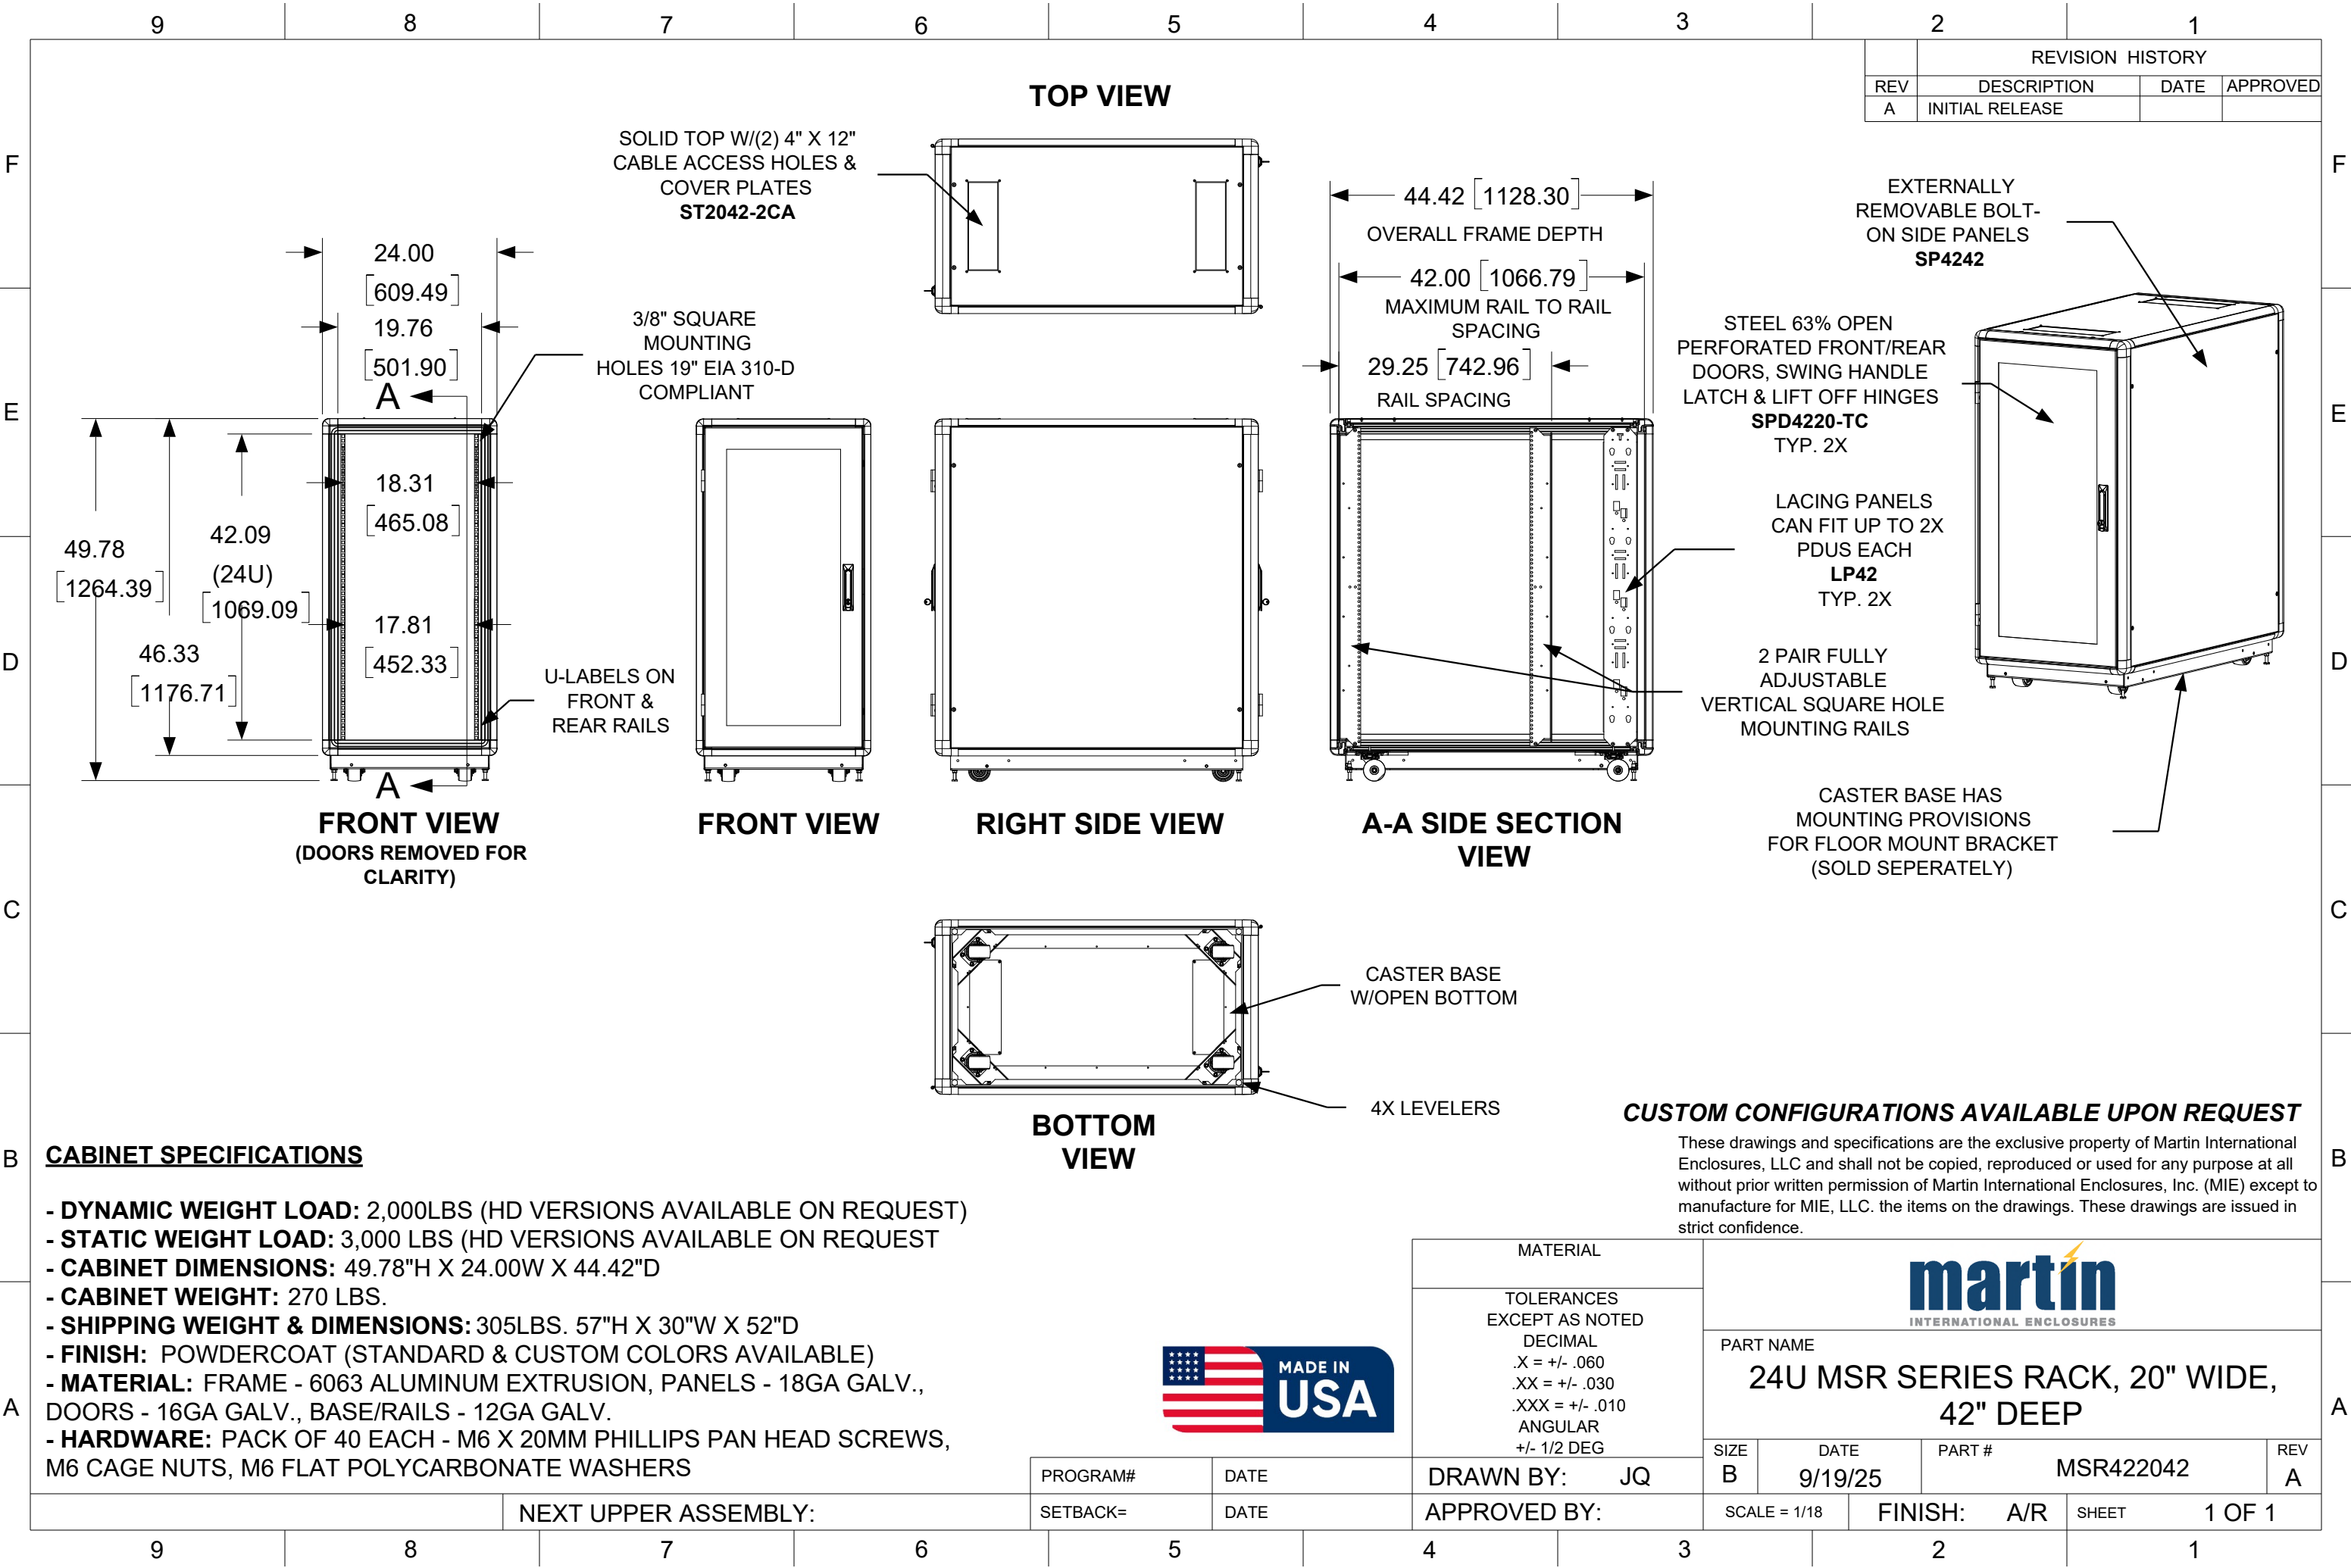 9 8 7 6 5 4 3 2 1
REVISION HISTORY
REV DESCRIPTION DATE APPROVED
A INITIAL RELEASE
F
F
E
E
D
D
C
C
B
B
A
A
TOP VIEW
SOLID TOP W/(2) 4" X 12"
CABLE ACCESS HOLES &
COVER PLATES
ST2042-2CA
24.00
[609.49]
19.76
[501.90]
A
3/8" SQUARE
MOUNTING
HOLES 19" EIA 310-D
COMPLIANT
18.31
[465.08]
17.81
[452.33]
49.78
[1264.39]
46.33
[1176.71]
42.09
(24U)
[1069.09]
U-LABELS ON
FRONT &
REAR RAILS
A
FRONT VIEW
(DOORS REMOVED FOR
CLARITY)
FRONT VIEW
RIGHT SIDE VIEW
44.42 [1128.30]
OVERALL FRAME DEPTH
42.00 [1066.79]
MAXIMUM RAIL TO RAIL
SPACING
29.25 [742.96]
RAIL SPACING
A-A SIDE SECTION
VIEW
EXTERNALLY
REMOVABLE BOLT-
ON SIDE PANELS
SP4242
STEEL 63% OPEN
PERFORATED FRONT/REAR
DOORS, SWING HANDLE
LATCH & LIFT OFF HINGES
SPD4220-TC
TYP. 2X
LACING PANELS
CAN FIT UP TO 2X
PDUS EACH
LP42
TYP. 2X
2 PAIR FULLY
ADJUSTABLE
VERTICAL SQUARE HOLE
MOUNTING RAILS
CASTER BASE HAS
MOUNTING PROVISIONS
FOR FLOOR MOUNT BRACKET
(SOLD SEPERATELY)
CASTER BASE
W/OPEN BOTTOM
4X LEVELERS
BOTTOM
VIEW
CUSTOM CONFIGURATIONS AVAILABLE UPON REQUEST
These drawings and specifications are the exclusive property of Martin International
Enclosures, LLC and shall not be copied, reproduced or used for any purpose at all
without prior written permission of Martin International Enclosures, Inc. (MIE) except to
manufacture for MIE, LLC. the items on the drawings. These drawings are issued in
strict confidence.
CABINET SPECIFICATIONS
- DYNAMIC WEIGHT LOAD: 2,000LBS (HD VERSIONS AVAILABLE ON REQUEST)
- STATIC WEIGHT LOAD: 3,000 LBS (HD VERSIONS AVAILABLE ON REQUEST
- CABINET DIMENSIONS: 49.78"H X 24.00W X 44.42"D
- CABINET WEIGHT: 270 LBS.
- SHIPPING WEIGHT & DIMENSIONS: 305LBS. 57"H X 30"W X 52"D
- FINISH: POWDERCOAT (STANDARD & CUSTOM COLORS AVAILABLE)
- MATERIAL: FRAME - 6063 ALUMINUM EXTRUSION, PANELS - 18GA GALV.,
DOORS - 16GA GALV., BASE/RAILS - 12GA GALV.
- HARDWARE: PACK OF 40 EACH - M6 X 20MM PHILLIPS PAN HEAD SCREWS,
M6 CAGE NUTS, M6 FLAT POLYCARBONATE WASHERS
MADE IN
USA
MATERIAL
TOLERANCES
EXCEPT AS NOTED
DECIMAL
.X = +/- .060
.XX = +/- .030
.XXX = +/- .010
ANGULAR
+/- 1/2 DEG
martin
INTERNATIONAL ENCLOSURES
PART NAME
24U MSR SERIES RACK, 20" WIDE,
42" DEEP
SIZE
B
DATE
9/19/25
PART #
MSR422042
REV
A
PROGRAM# DATE
DRAWN BY: JQ
NEXT UPPER ASSEMBLY:
SETBACK= DATE
APPROVED BY:
SCALE = 1/18
FINISH: A/R
SHEET 1 OF 1
9 8 7 6 5 4 3 2 1